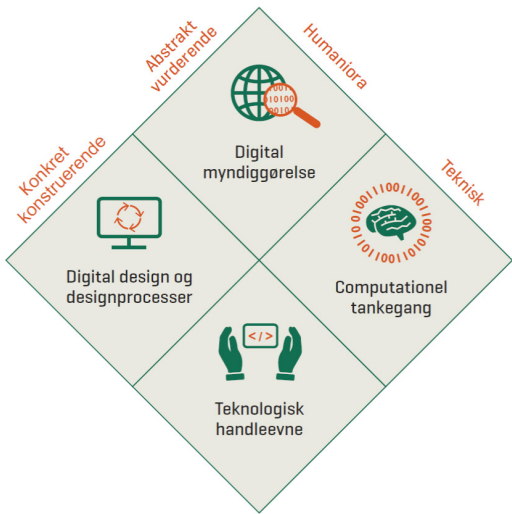 Abstrakt
vurderende
Humaniora
Konkret
konstruerende
Teknisk
Digital
myndiggørelse
Digital design og
designprocesser
Computationel
tankegang
</>
Teknologisk
handleevne